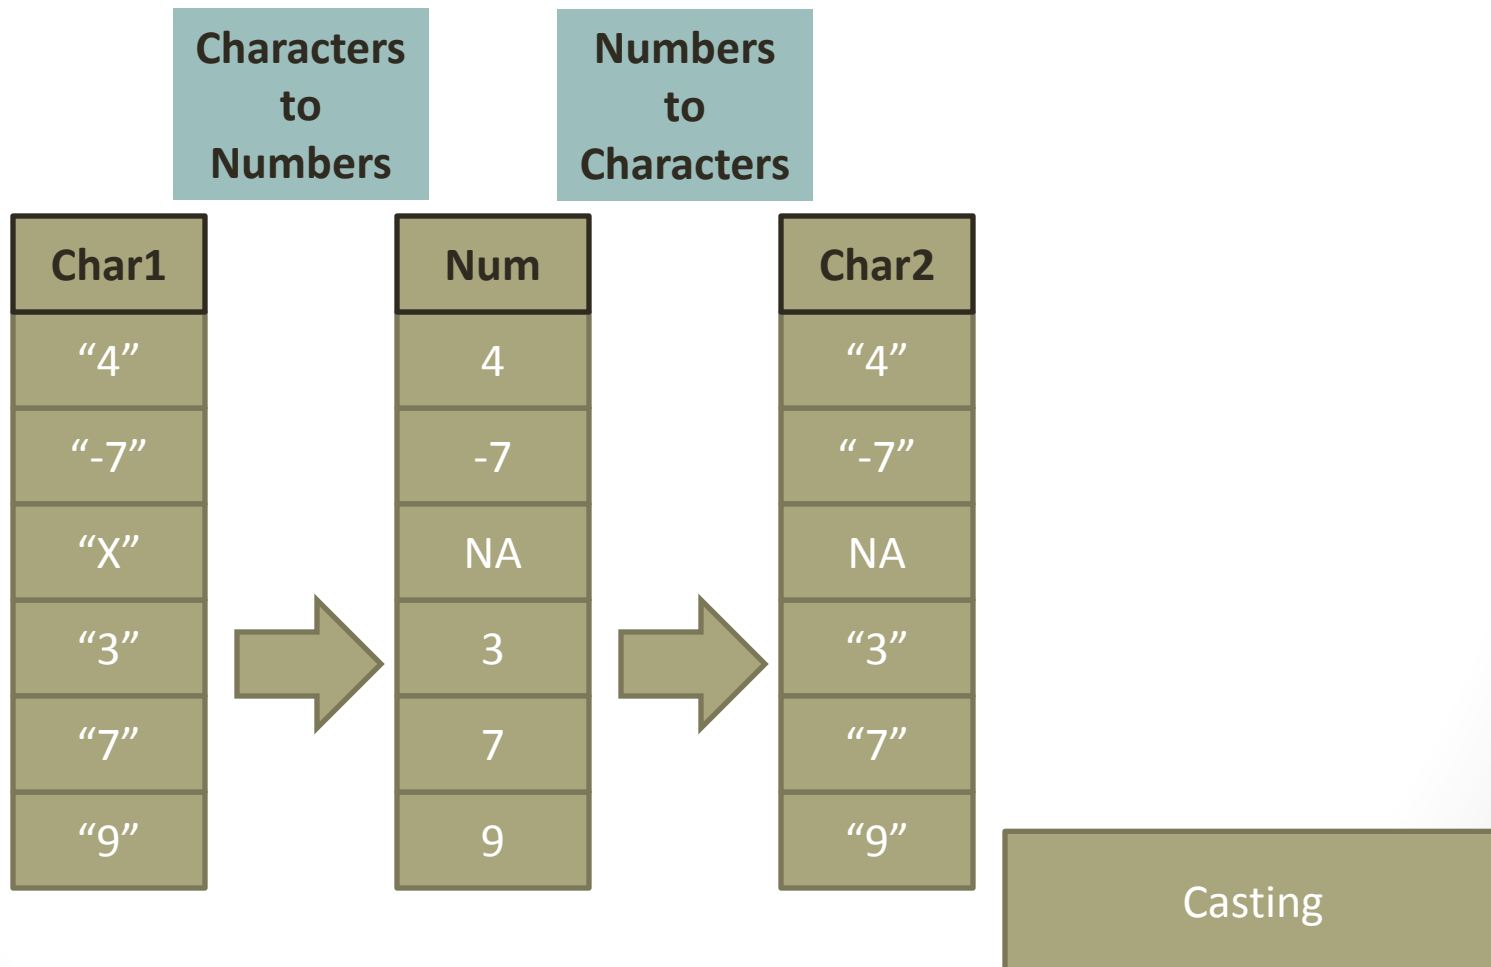 Characters
to
Numbers
Numbers
to
Characters
Char1 Num Char2
“4” 4 “4”
“-7” -7 “-7”
“X” NA NA
“3” 3 “3”
“7” 7 “7”
“9” 9 “9”
Casting